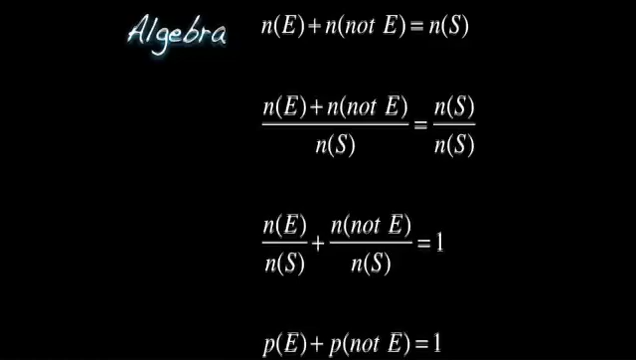 Algebra n(E)+n(not E)=n(S)
n(E)+n(not E)/n(S) = n(S)/n(S)
n(E)/n(S) + n(not E)/n(S) = 1
p(E)+p(not E)=1